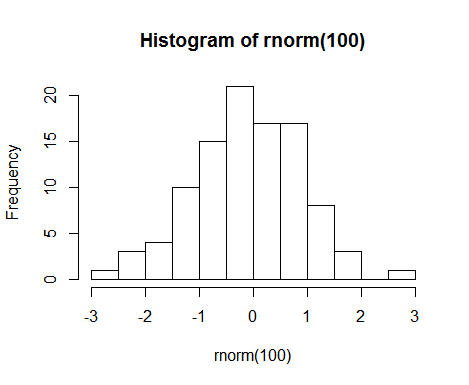 Histogram of rnorm(100)
Frequency
20
15
10
5
0
-3 -2 -1 0 1 2 3
rnorm(100)